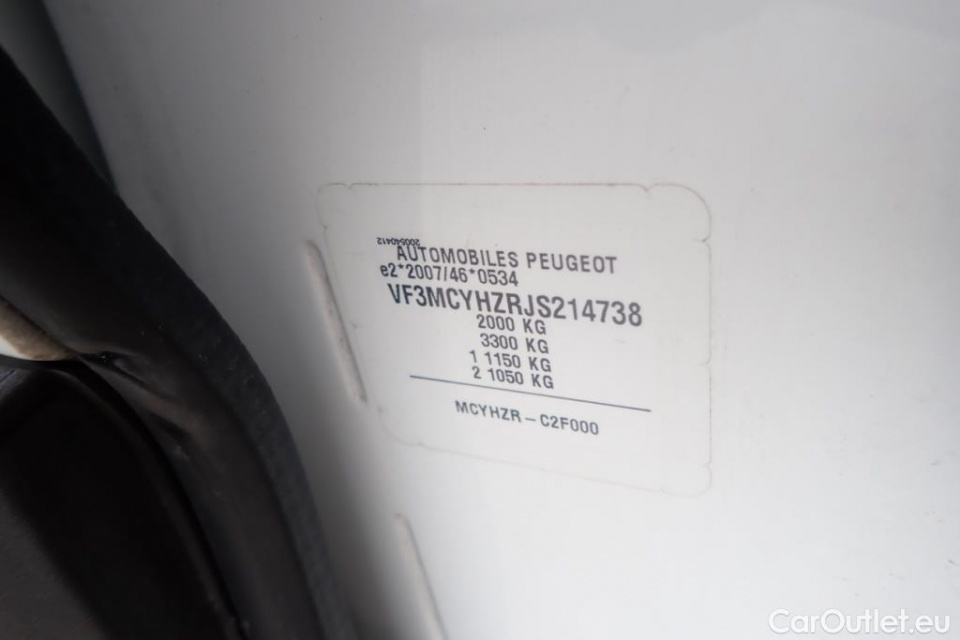 200540412
AUTOMOBILES PEUGEOT
e2*2007/46*0534
VF3MCYHZRJS214738
2000 KG
3300 KG
1 1150 KG
2 1050 KG
MCYHZR – C2F000
CarOutlet.eu